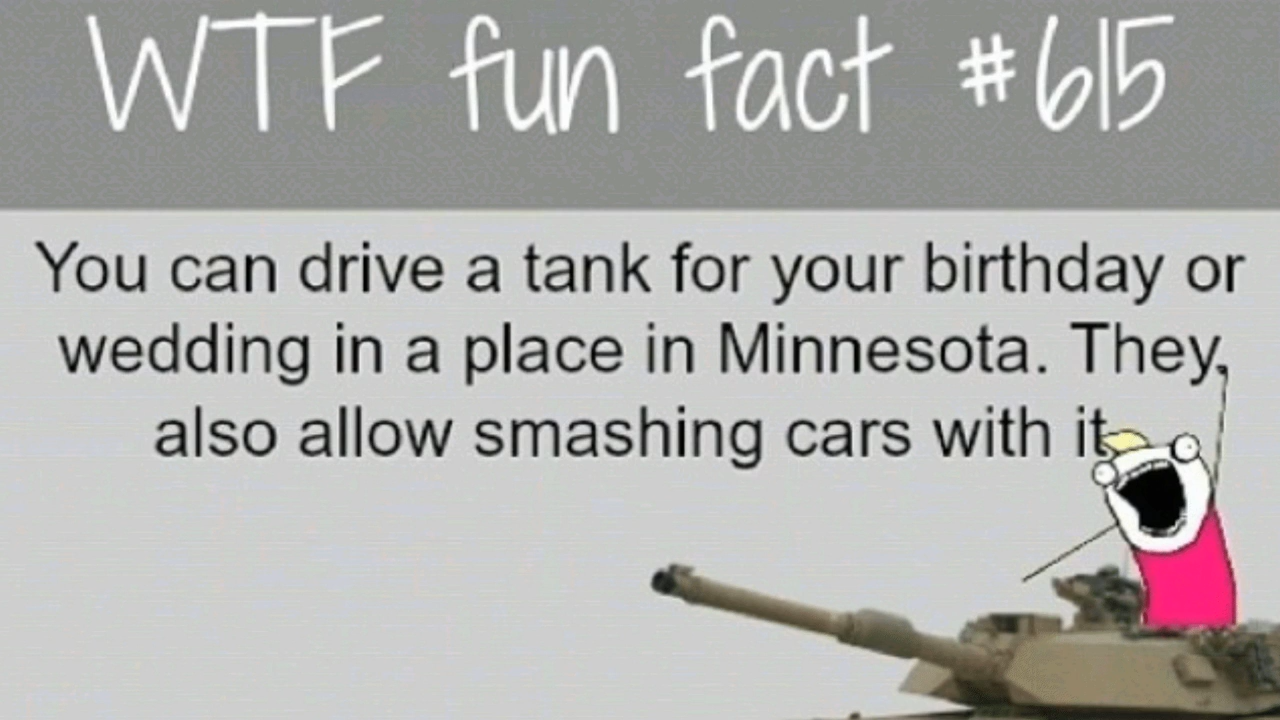 WTF fun fact #615
You can drive a tank for your birthday or
wedding in a place in Minnesota. They,
also allow smashing cars with it